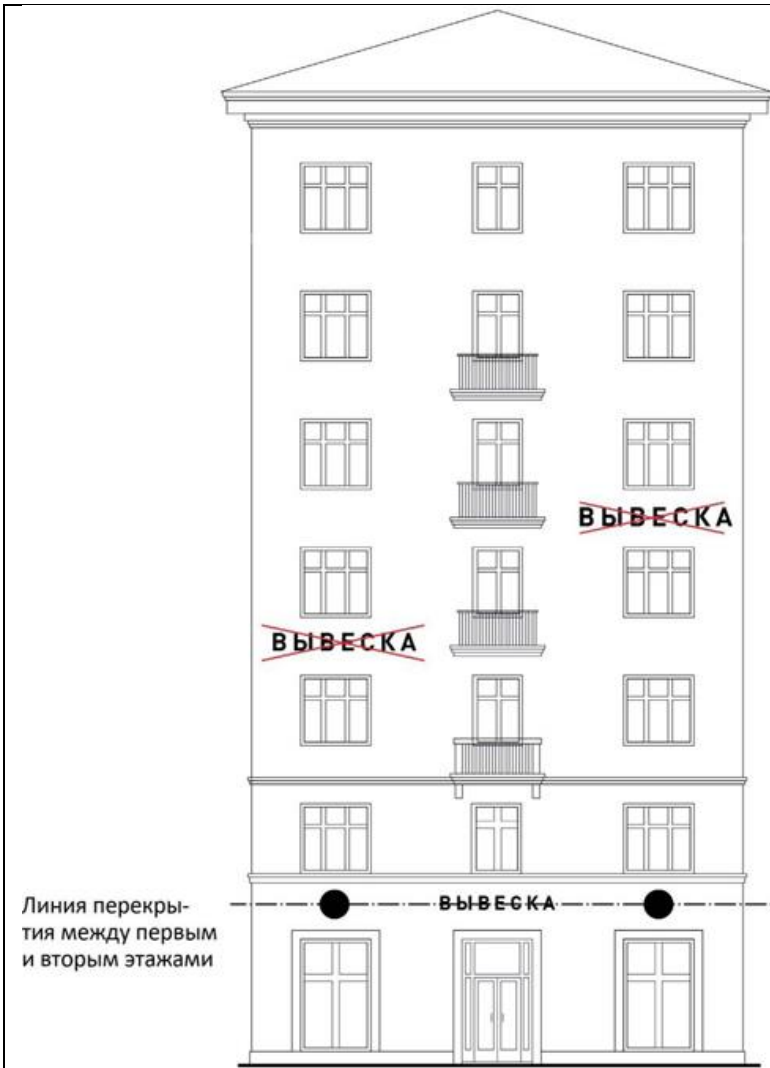 ВЫВЕСКА
ВЫВЕСКА
ВЫВЕСКА
Линия перекры-
тия между первым
и вторым этажами